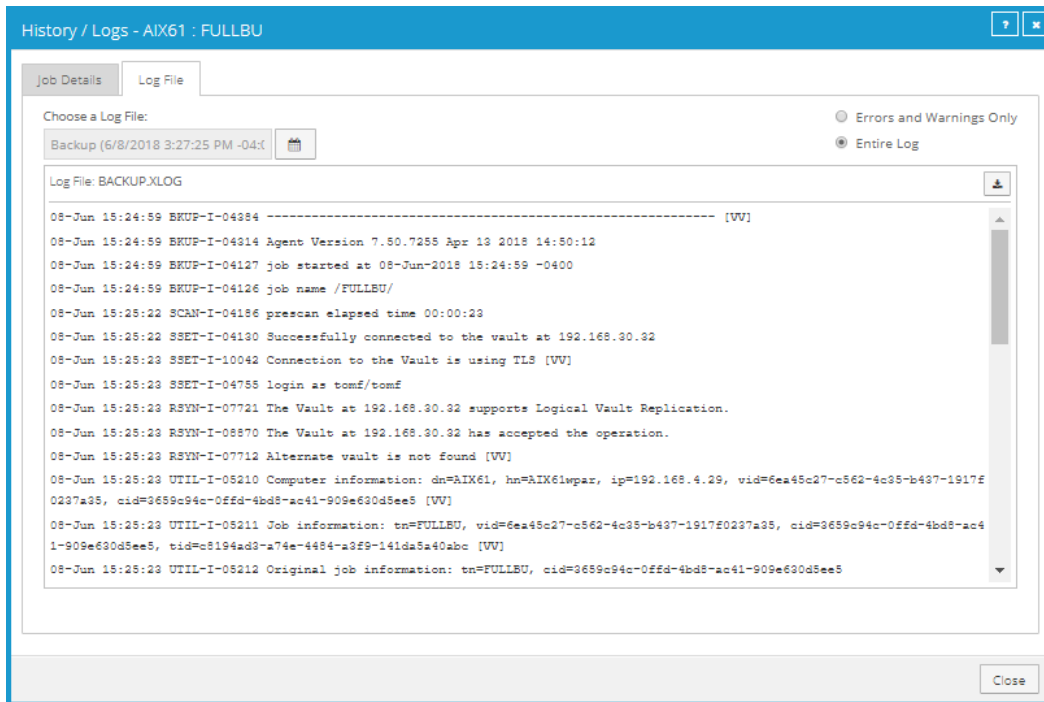 History / Logs - AIX61 : FULLBU
? ×
Job Details
Log File
Choose a Log File:
Errors and Warnings Only
Backup (6/8/2018 3:27:25 PM -04:(
Entire Log
Log File: BACKUP.XLOG
08-Jun 15:24:59 BKUP-I-04384 ------------------------------------------------------------ [VV]
08-Jun 15:24:59 BKUP-I-04314 Agent Version 7.50.7255 Apr 13 2018 14:50:12
08-Jun 15:24:59 BKUP-I-04127 job started at 08-Jun-2018 15:24:59 -0400
08-Jun 15:24:59 BKUP-I-04126 job name /FULLBU/
08-Jun 15:25:22 SCAN-I-04186 prescan elapsed time 00:00:23
08-Jun 15:25:22 SSET-I-04130 Successfully connected to the vault at 192.168.30.32
08-Jun 15:25:23 SSET-I-10042 Connection to the Vault is using TLS [VV]
08-Jun 15:25:23 SSET-I-04755 login as tomf/tomf
08-Jun 15:25:23 RSYN-I-07721 The Vault at 192.168.30.32 supports Logical Vault Replication.
08-Jun 15:25:23 RSYN-I-08870 The Vault at 192.168.30.32 has accepted the operation.
08-Jun 15:25:23 RSYN-I-07712 Alternate vault is not found [VV]
08-Jun 15:25:23 UTIL-I-05210 Computer information: dn=AIX61, hn=AIX61wpar, ip=192.168.4.29, vid=6ea45c27-c562-4c35-b437-1917f
0237a35, cid=3659c94c-0ffd-4bd8-ac41-909e630d5ee5 [VV]
08-Jun 15:25:23 UTIL-I-05211 Job information: tn=FULLBU, vid=6ea45c27-c562-4c35-b437-1917f0237a35, cid=3659c94c-0ffd-4bd8-ac4
1-909e630d5ee5, tid=c8194ad3-a74e-4484-a3f9-141da5a40abc [VV]
08-Jun 15:25:23 UTIL-I-05212 Original job information: tn=FULLBU, cid=3659c94c-0ffd-4bd8-ac41-909e630d5ee5
Close